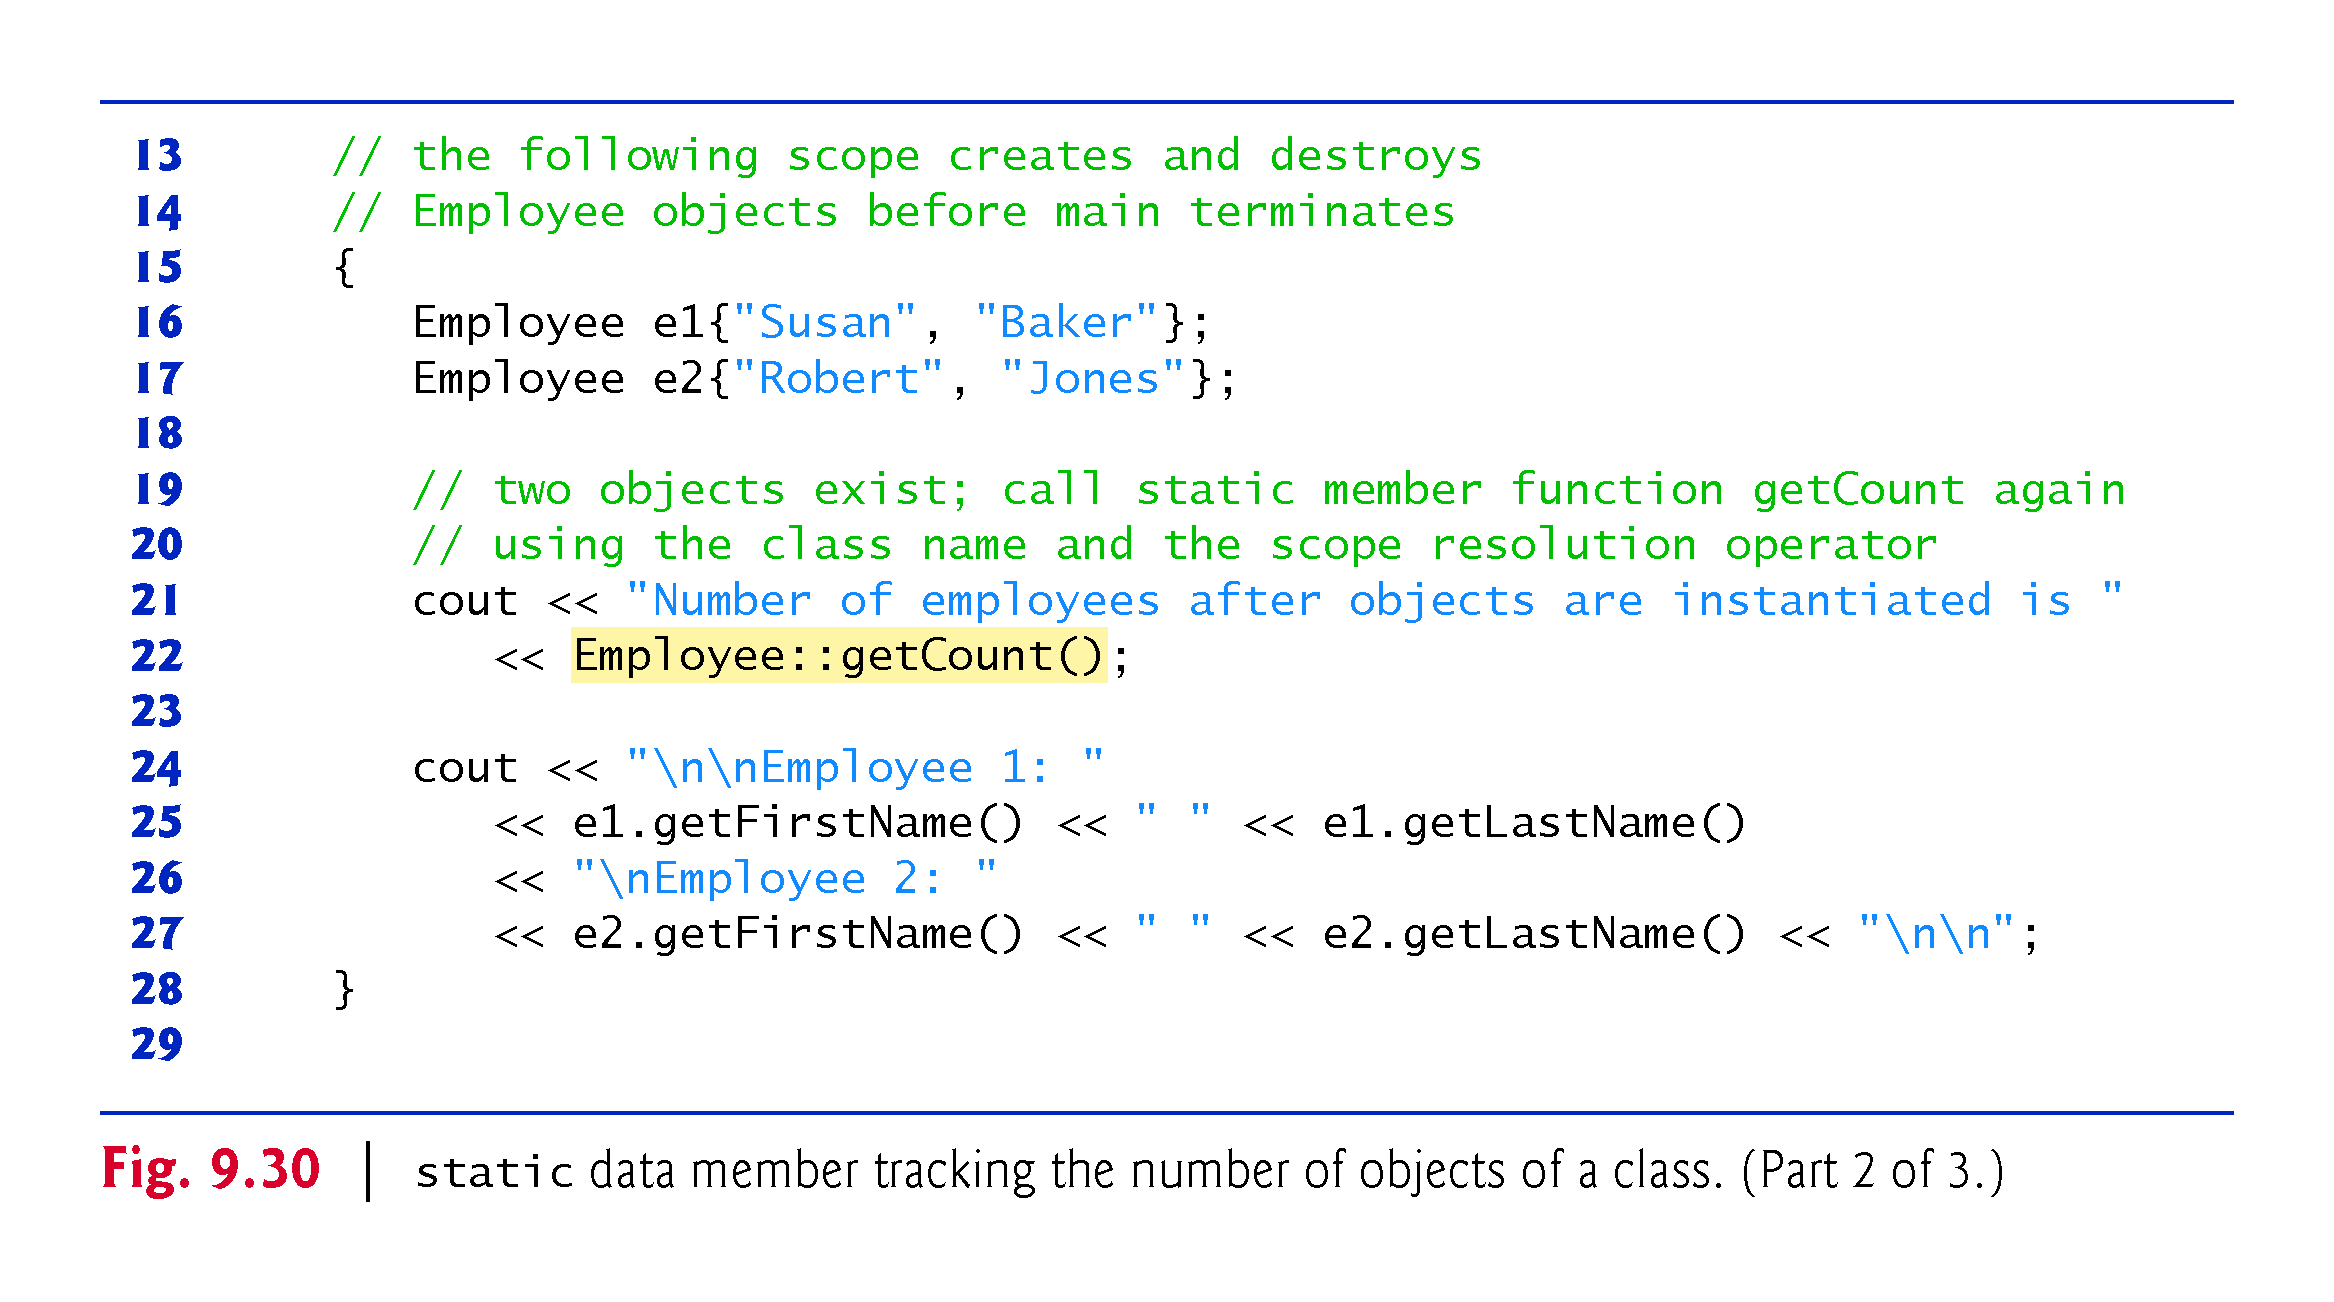 13 // the following scope creates and destroys
14 // Employee objects before main terminates
15 {
16 Employee e1{"Susan", "Baker"};
17 Employee e2{"Robert", "Jones"};
18
19 // two objects exist; call static member function getCount again
20 // using the class name and the scope resolution operator
21 cout << "Number of employees after objects are instantiated is "
22 << Employee::getCount();
23
24 cout << "\n\nEmployee 1: "
25 << e1.getFirstName() << " " << e1.getLastName()
26 << "\nEmployee 2: "
27 << e2.getFirstName() << " " << e2.getLastName() << "\n\n";
28 }
29
Fig. 9.30 | static data member tracking the number of objects of a class. (Part 2 of 3.)